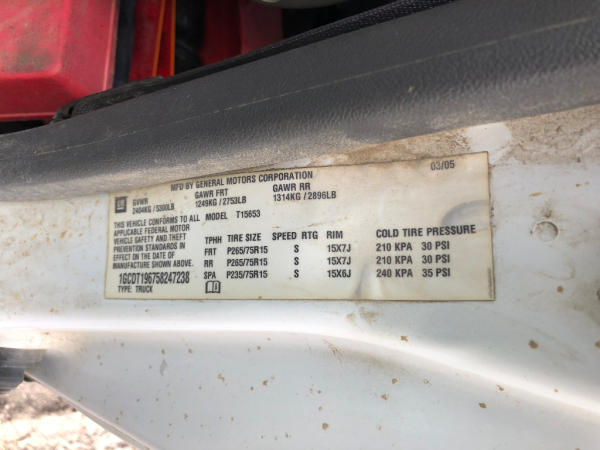 MFD BY GENERAL MOTORS CORPORATION
03/05
GM
GVWR GAWR FRT GAWR RR
2404KG / 5300LB 1249KG / 2753LB 1314KG / 2896LB
THIS VEHICLE CONFORMS TO ALL MODEL T15653
APPLICABLE FEDERAL MOTOR
VEHICLE SAFETY AND THEFT
PREVENTION STANDARDS IN
EFFECT ON THE DATE OF
MANUFACTURE SHOWN ABOVE.
1GCDT196758247238
TYPE: TRUCK
TPHH TIRE SIZE SPEED RTG RIM COLD TIRE PRESSURE
FRT P265/75R15 S 15X7J 210 KPA 30 PSI
RR P265/75R15 S 15X7J 210 KPA 30 PSI
SPA P235/75R15 S 15X6J 240 KPA 35 PSI